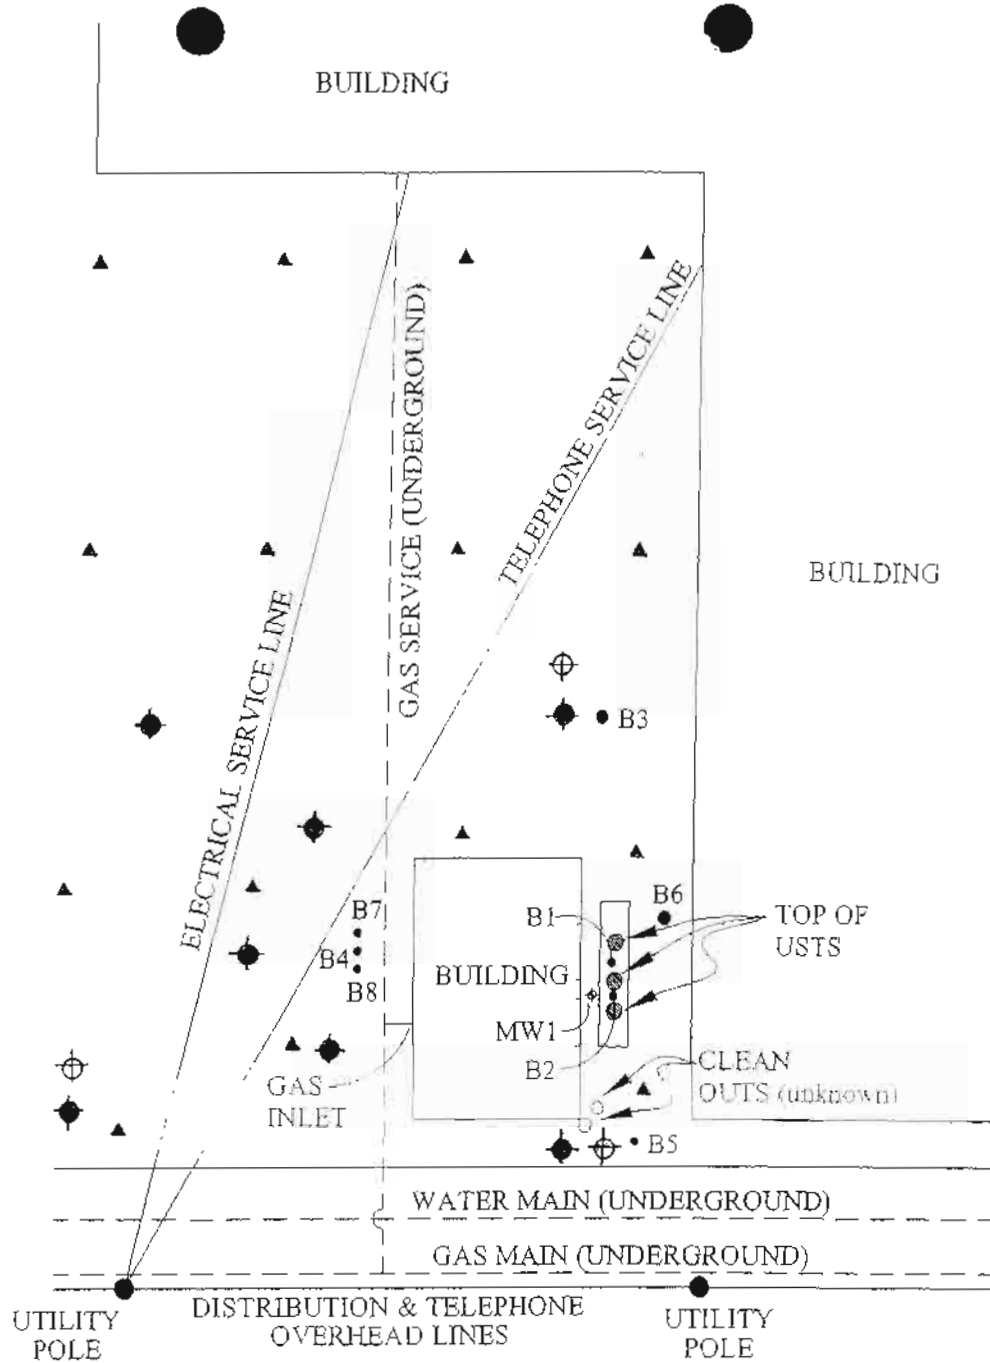 BUILDING
GAS SERVICE (UNDERGROUND)
TELEPHONE SERVICE LINE
BUILDING
ELECTRICAL SERVICE LINE
B3
B7
B4
B8
B6
B1
TOP OF
USTS
BUILDING
MW1
B2
CLEAN
OUTS (unknown)
GAS
INLET
B5
WATER MAIN (UNDERGROUND)
GAS MAIN (UNDERGROUND)
UTILITY
POLE
DISTRIBUTION & TELEPHONE
OVERHEAD LINES
UTILITY
POLE